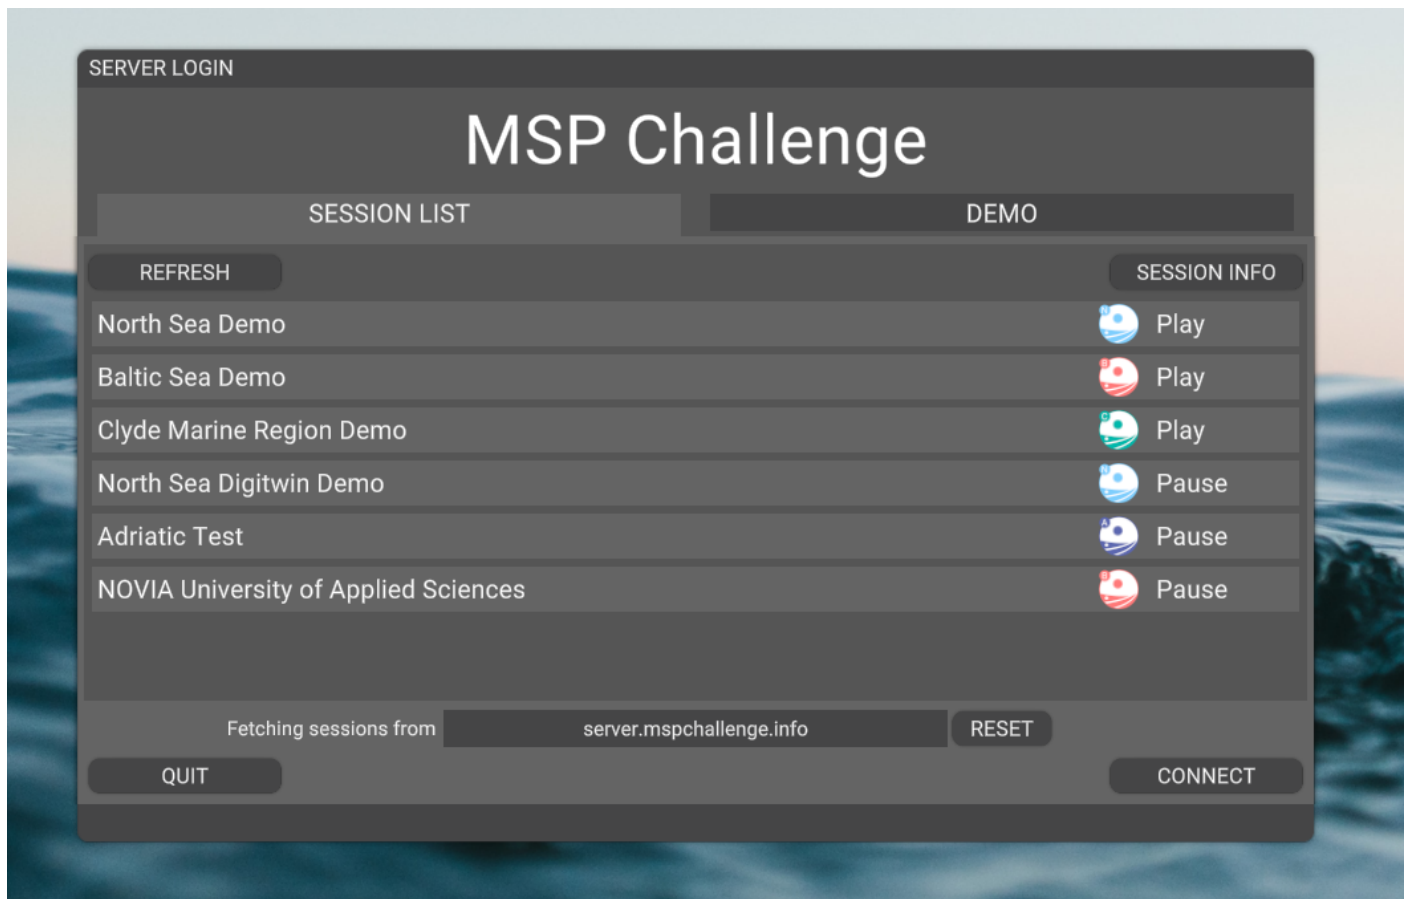 SERVER LOGIN
MSP Challenge
SESSION LIST DEMO
REFRESH SESSION INFO
North Sea Demo N Play
Baltic Sea Demo B Play
Clyde Marine Region Demo C Play
North Sea Digitwin Demo N Pause
Adriatic Test A Pause
NOVIA University of Applied Sciences B Pause
Fetching sessions from server.mspchallenge.info RESET
QUIT CONNECT